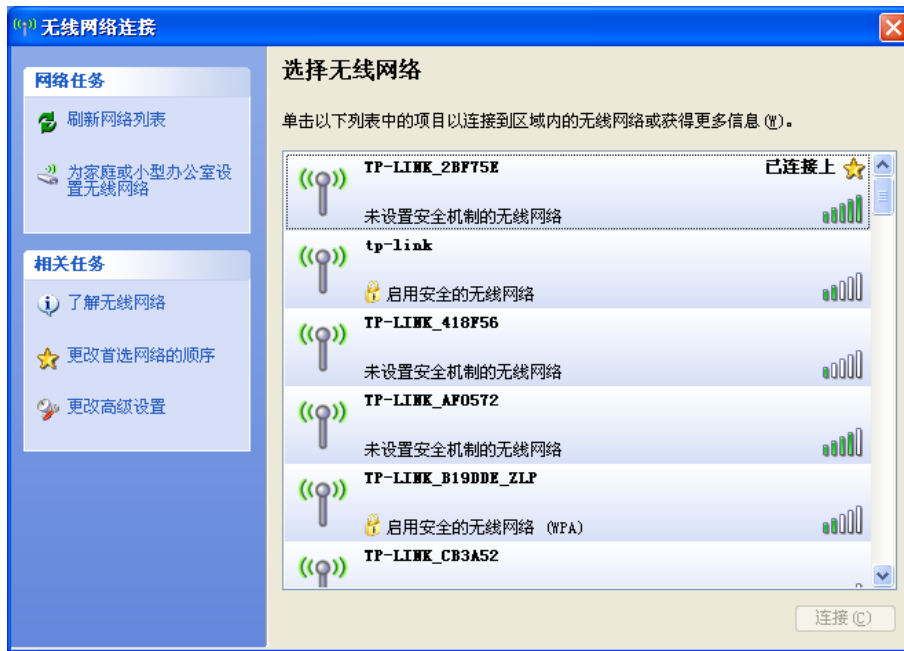 无线网络连接
网络任务
刷新网络列表
为家庭或小型办公室设
置无线网络
相关任务
了解无线网络
更改首选网络的顺序
更改高级设置
选择无线网络
单击以下列表中的项目以连接到区域内的无线网络或获得更多信息(W)。
TP-LINK_2BF75E 已连接上
未设置安全机制的无线网络
tp-link
启用安全的无线网络
TP-LINK_418F56
未设置安全机制的无线网络
TP-LINK_AF0572
未设置安全机制的无线网络
TP-LINK_B19DDE_ZLP
启用安全的无线网络 (WPA)
TP-LINK_CB3A52
连接(C)